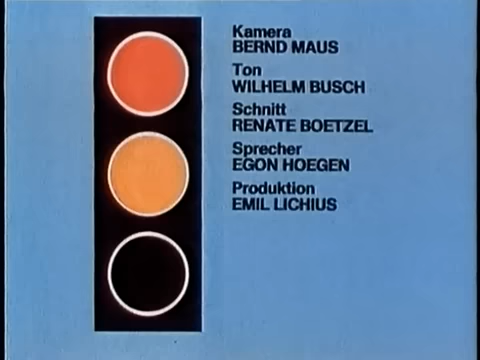 Kamera
BERND MAUS
Ton
WILHELM BUSCH
Schnitt
RENATE BOETZEL
Sprecher
EGON HOEGEN
Produktion
EMIL LICHIUS